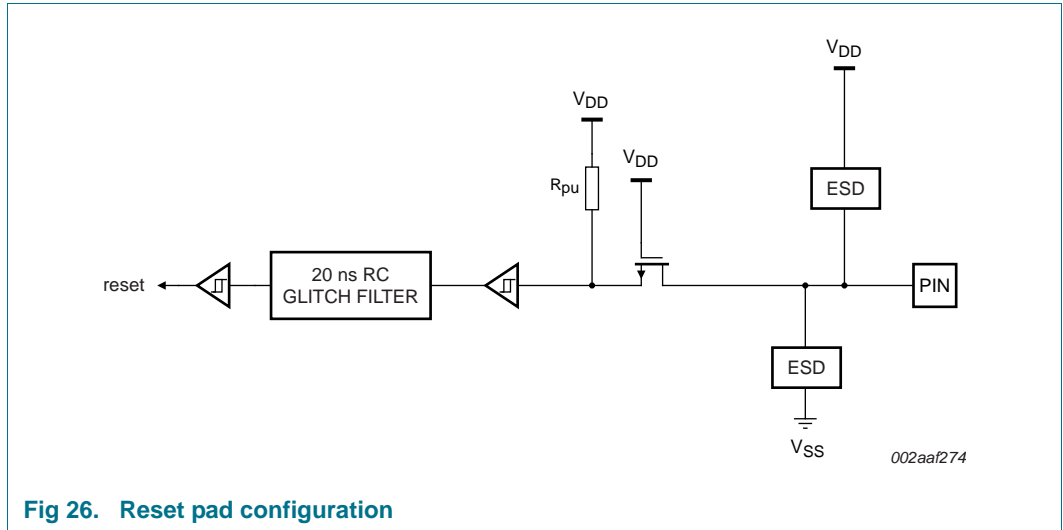 VDD
VDD
VDD
Rpu
ESD
reset
20 ns RC
GLITCH FILTER
PIN
ESD
VSS
002aaf274
Fig 26. Reset pad configuration